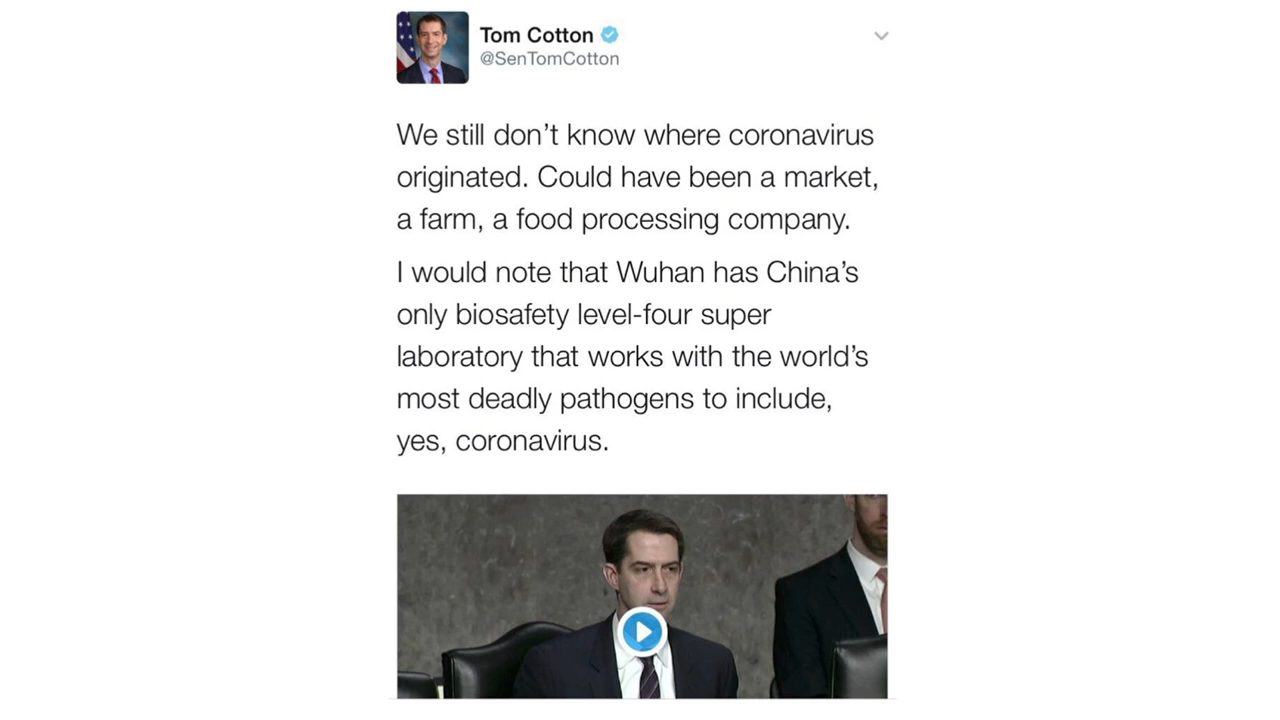 Tom Cotton
@SenTomCotton
We still don’t know where coronavirus
originated. Could have been a market,
a farm, a food processing company.
I would note that Wuhan has China’s
only biosafety level-four super
laboratory that works with the world’s
most deadly pathogens to include,
yes, coronavirus.